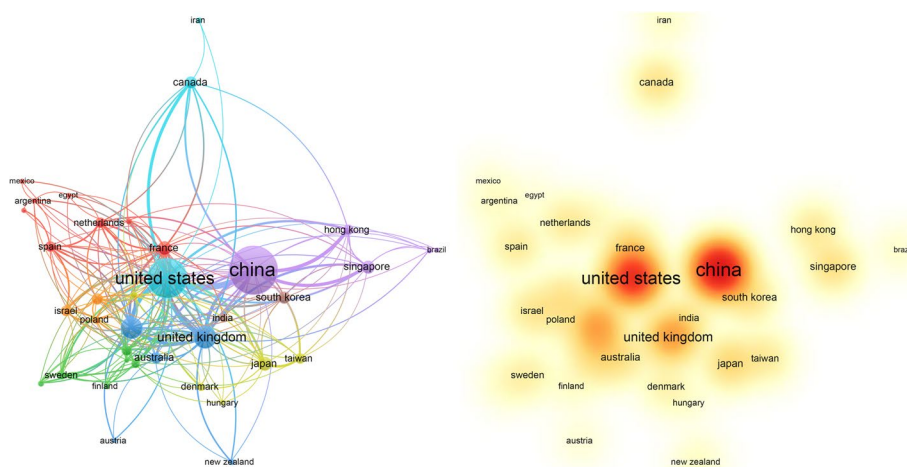 iran
canada
mexico
egypt
argentina
netherlands
hong kong
spain
france
brazil
singapore
united states
china
south korea
israel
poland
india
united kingdom
australia
japan
taiwan
sweden
finland
denmark
hungary
austria
new zealand
iran
canada
mexico
egypt
argentina
netherlands
hong kong
spain
france
brazil
singapore
united states
china
south korea
israel
poland
india
united kingdom
australia
japan
taiwan
sweden
finland
denmark
hungary
austria
new zealand